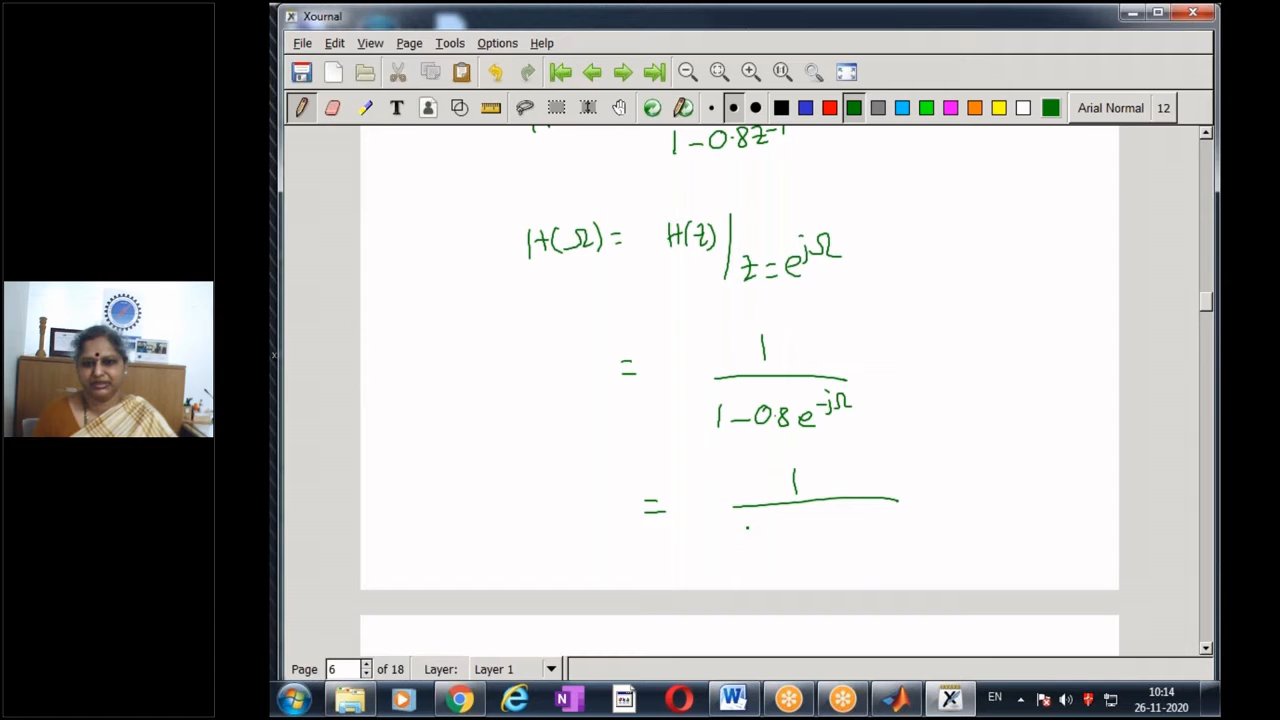 Xournal
File Edit View Page Tools Options Help
Arial Normal 12
1 - 0.8z⁻¹
H(Ω) = H(z) | z = e^{jΩ}
= 1
1 - 0.8 e^{-jΩ}
= 1
Page 6 of 18 Layer: Layer 1
EN 10:14
26-11-2020